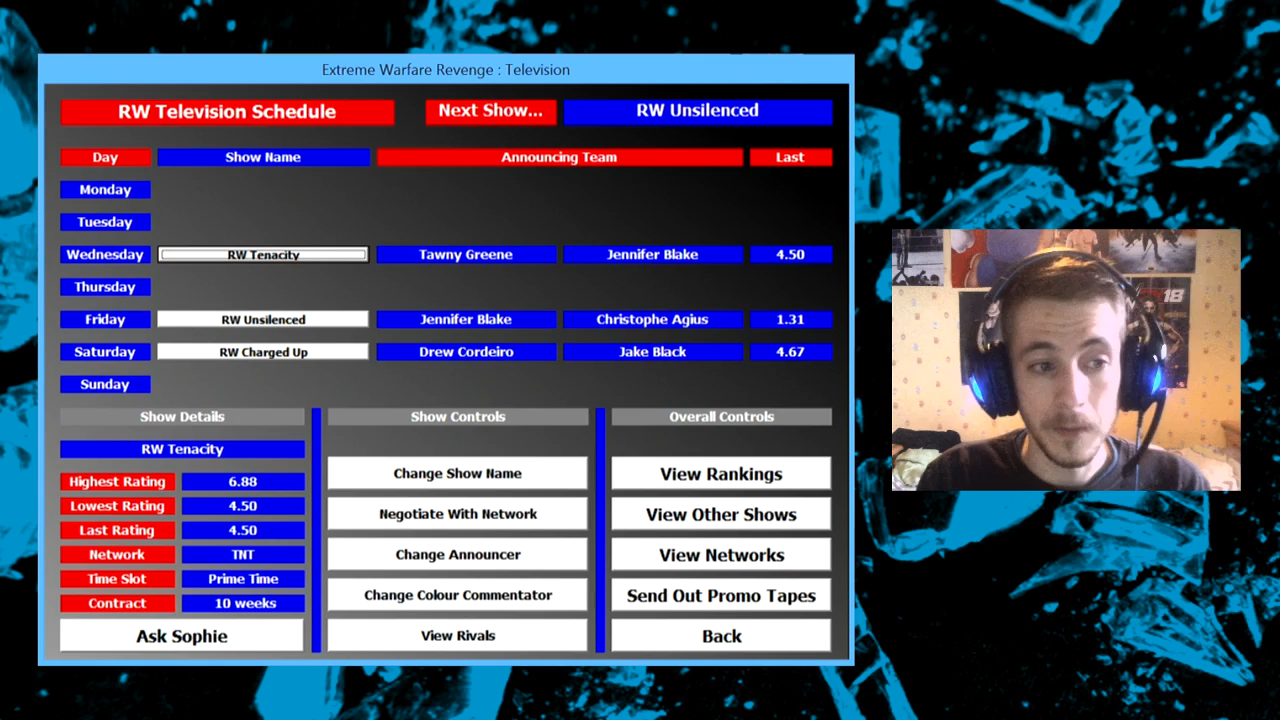 Extreme Warfare Revenge : Television
RW Television Schedule Next Show... RW Unsilenced
Day Show Name Announcing Team Last
Monday
Tuesday
Wednesday RW Tenacity Tawny Greene Jennifer Blake 4.50
Thursday
Friday RW Unsilenced Jennifer Blake Christophe Agius 1.31
Saturday RW Charged Up Drew Cordeiro Jake Black 4.67
Sunday
Show Details Show Controls Overall Controls
RW Tenacity
Highest Rating 6.88
Lowest Rating 4.50
Last Rating 4.50
Network TNT
Time Slot Prime Time
Contract 10 weeks
Ask Sophie
Change Show Name
Negotiate With Network
Change Announcer
Change Colour Commentator
View Rivals
View Rankings
View Other Shows
View Networks
Send Out Promo Tapes
Back
18